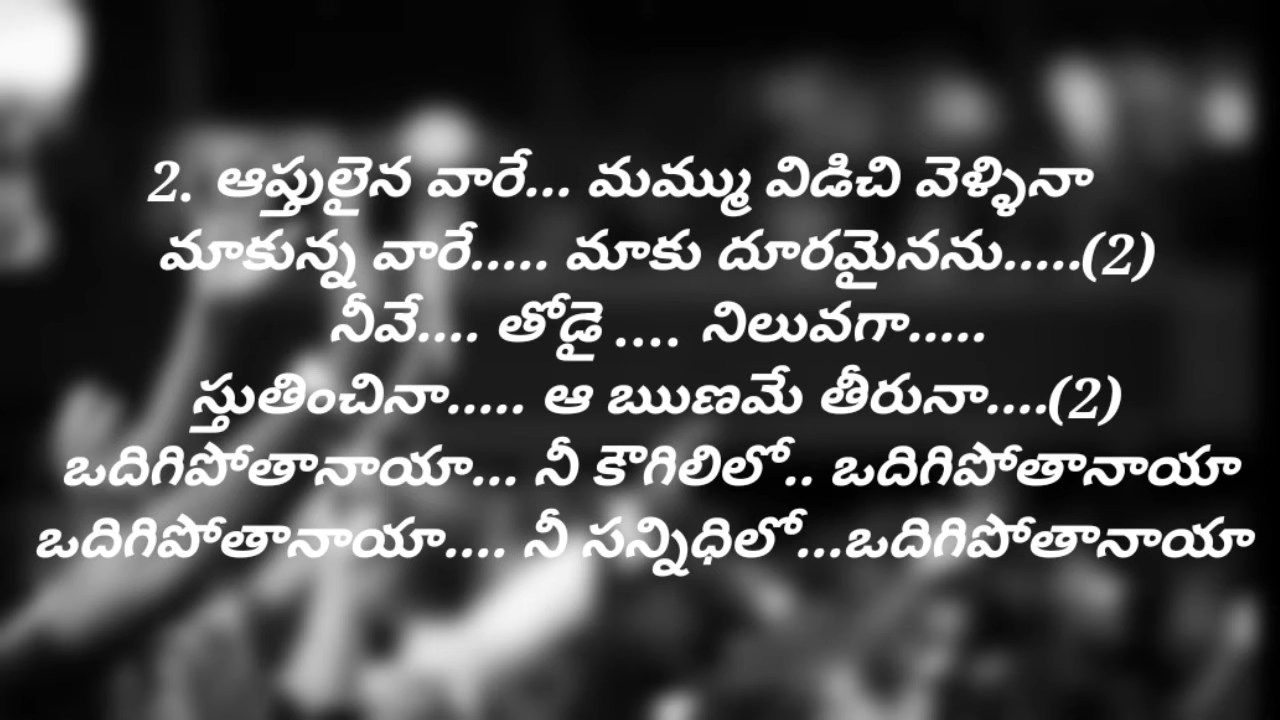 2. ఆప్తులైన వారే... మమ్ము విడిచి వెళ్ళినా
మాకున్న వారే..... మాకు దూరమైనను.....(2)
నీవే.... తోడై .... నిలువగా.....
స్తుతించినా..... ఆ ఋణమే తీరునా....(2)
ఒదిగిపోతానాయా... నీ కౌగిలిలో.. ఒదిగిపోతానాయా
ఒదిగిపోతానాయా.... నీ సన్నిధిలో...ఒదిగిపోతానాయా